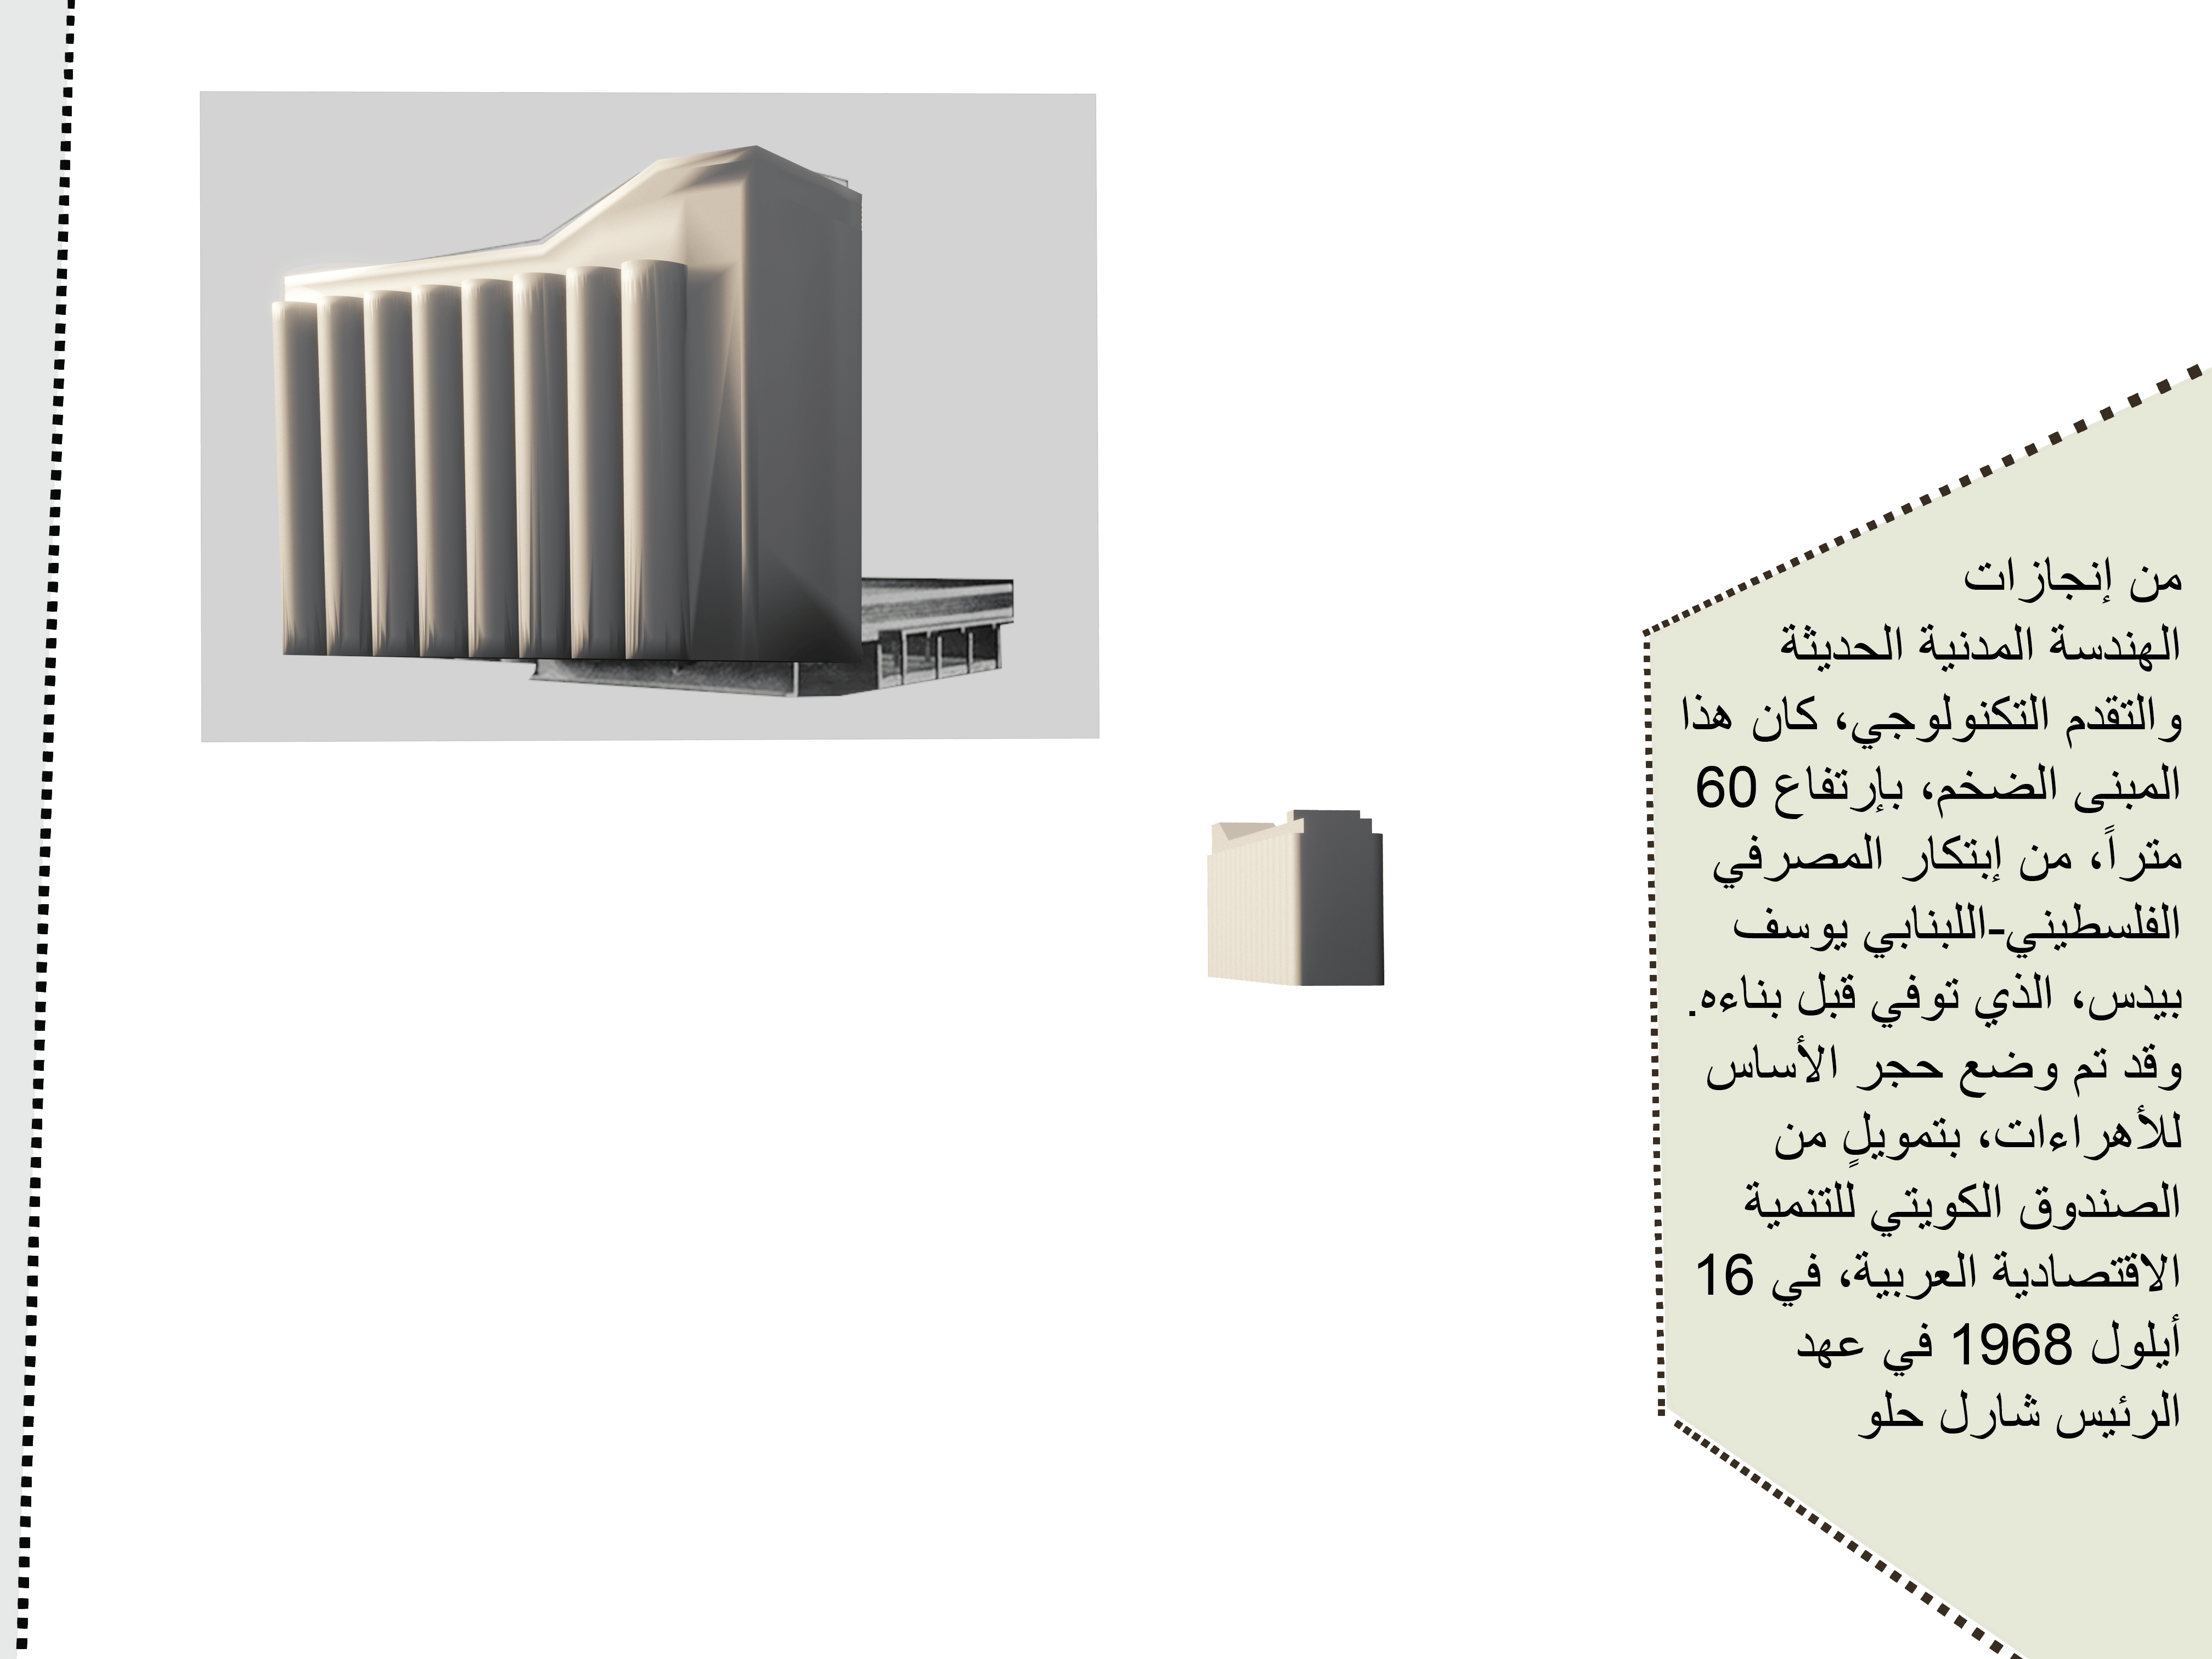 من إنجازات
الهندسة المدنية الحديثة
والتقدم التكنولوجي، كان هذا
المبنى الضخم، بإرتفاع 60
متراً، من إبتكار المصرفي
الفلسطيني-اللبنابي يوسف
بيدس، الذي توفي قبل بناءه.
وقد تم وضع حجر الأساس
للأهراءات، بتمويلٍ من
الصندوق الكويتي للتنمية
الاقتصادية العربية، في 16
أيلول 1968 في عهد
الرئيس شارل حلو